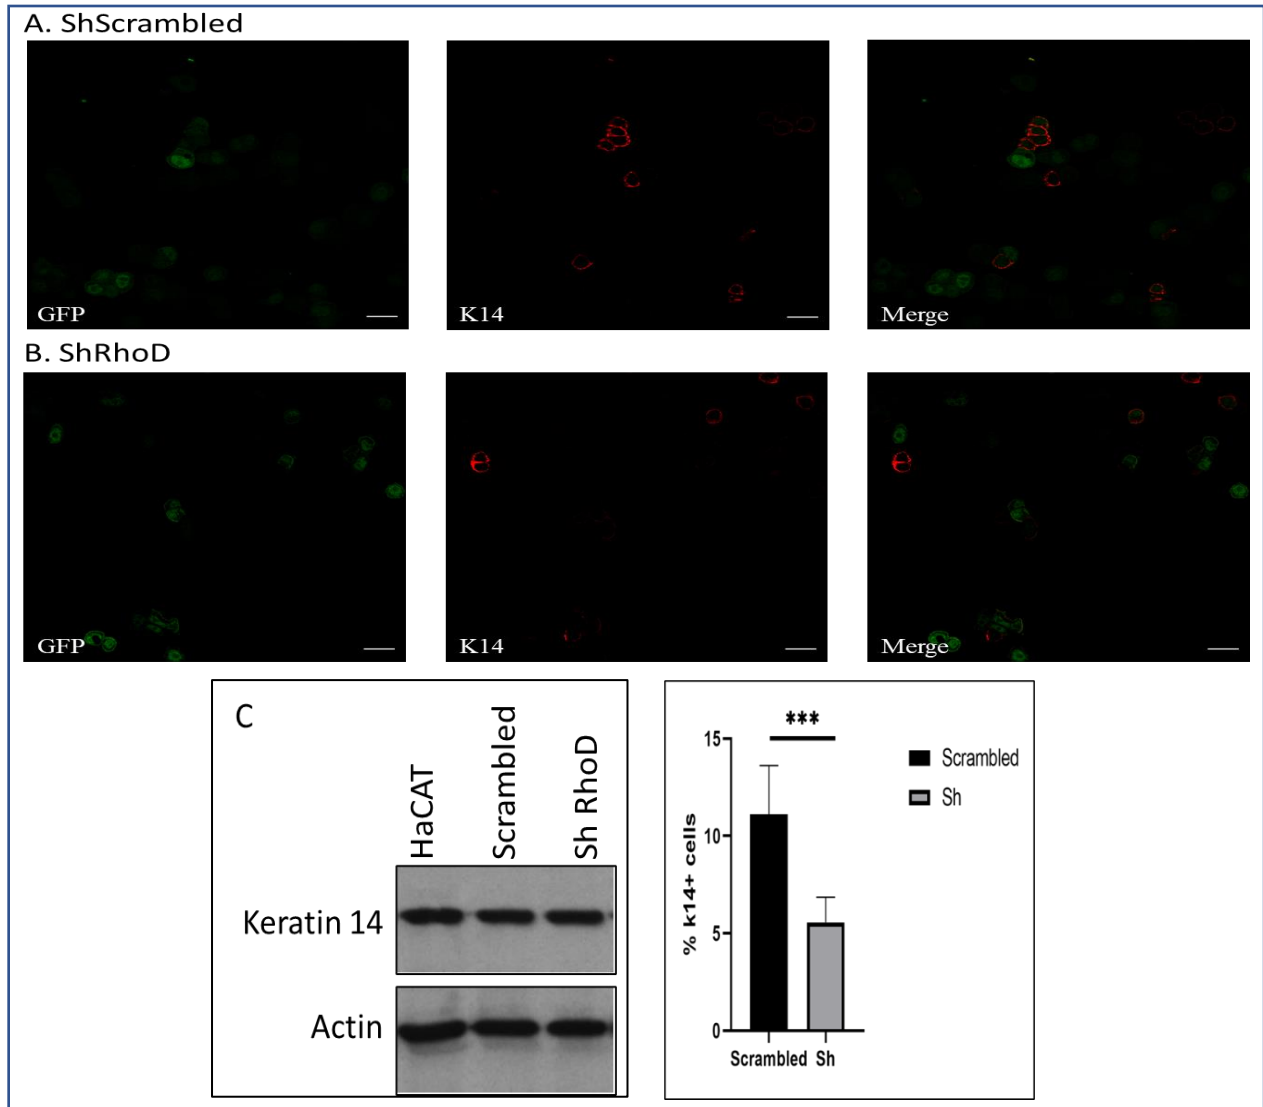 A. ShScrambled
GFP
K14
Merge
B. ShRhoD
GFP
K14
Merge
C
HaCAT
Scrambled
Sh RhoD
Keratin 14
Actin
***
15
10
5
0
% k14+ cells
Scrambled
Sh
Scrambled Sh